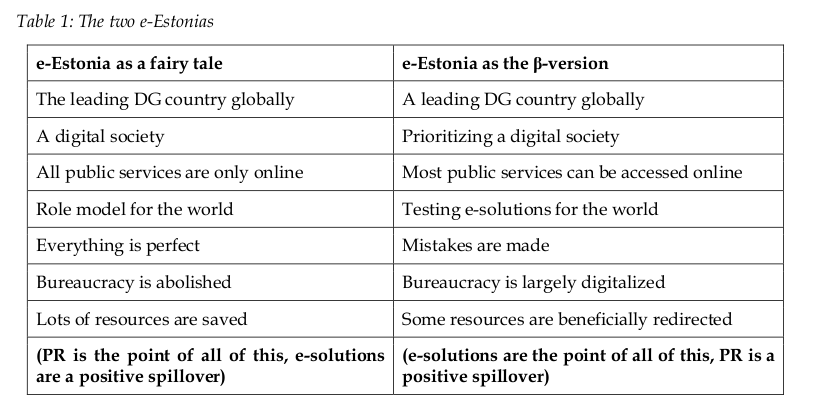 Table 1: The two e-Estonias
e-Estonia as a fairy tale
e-Estonia as the β-version
The leading DG country globally
A leading DG country globally
A digital society
Prioritizing a digital society
All public services are only online
Most public services can be accessed online
Role model for the world
Testing e-solutions for the world
Everything is perfect
Mistakes are made
Bureaucracy is abolished
Bureaucracy is largely digitalized
Lots of resources are saved
Some resources are beneficially redirected
(PR is the point of all of this, e-solutions
are a positive spillover)
(e-solutions are the point of all of this, PR is a
positive spillover)